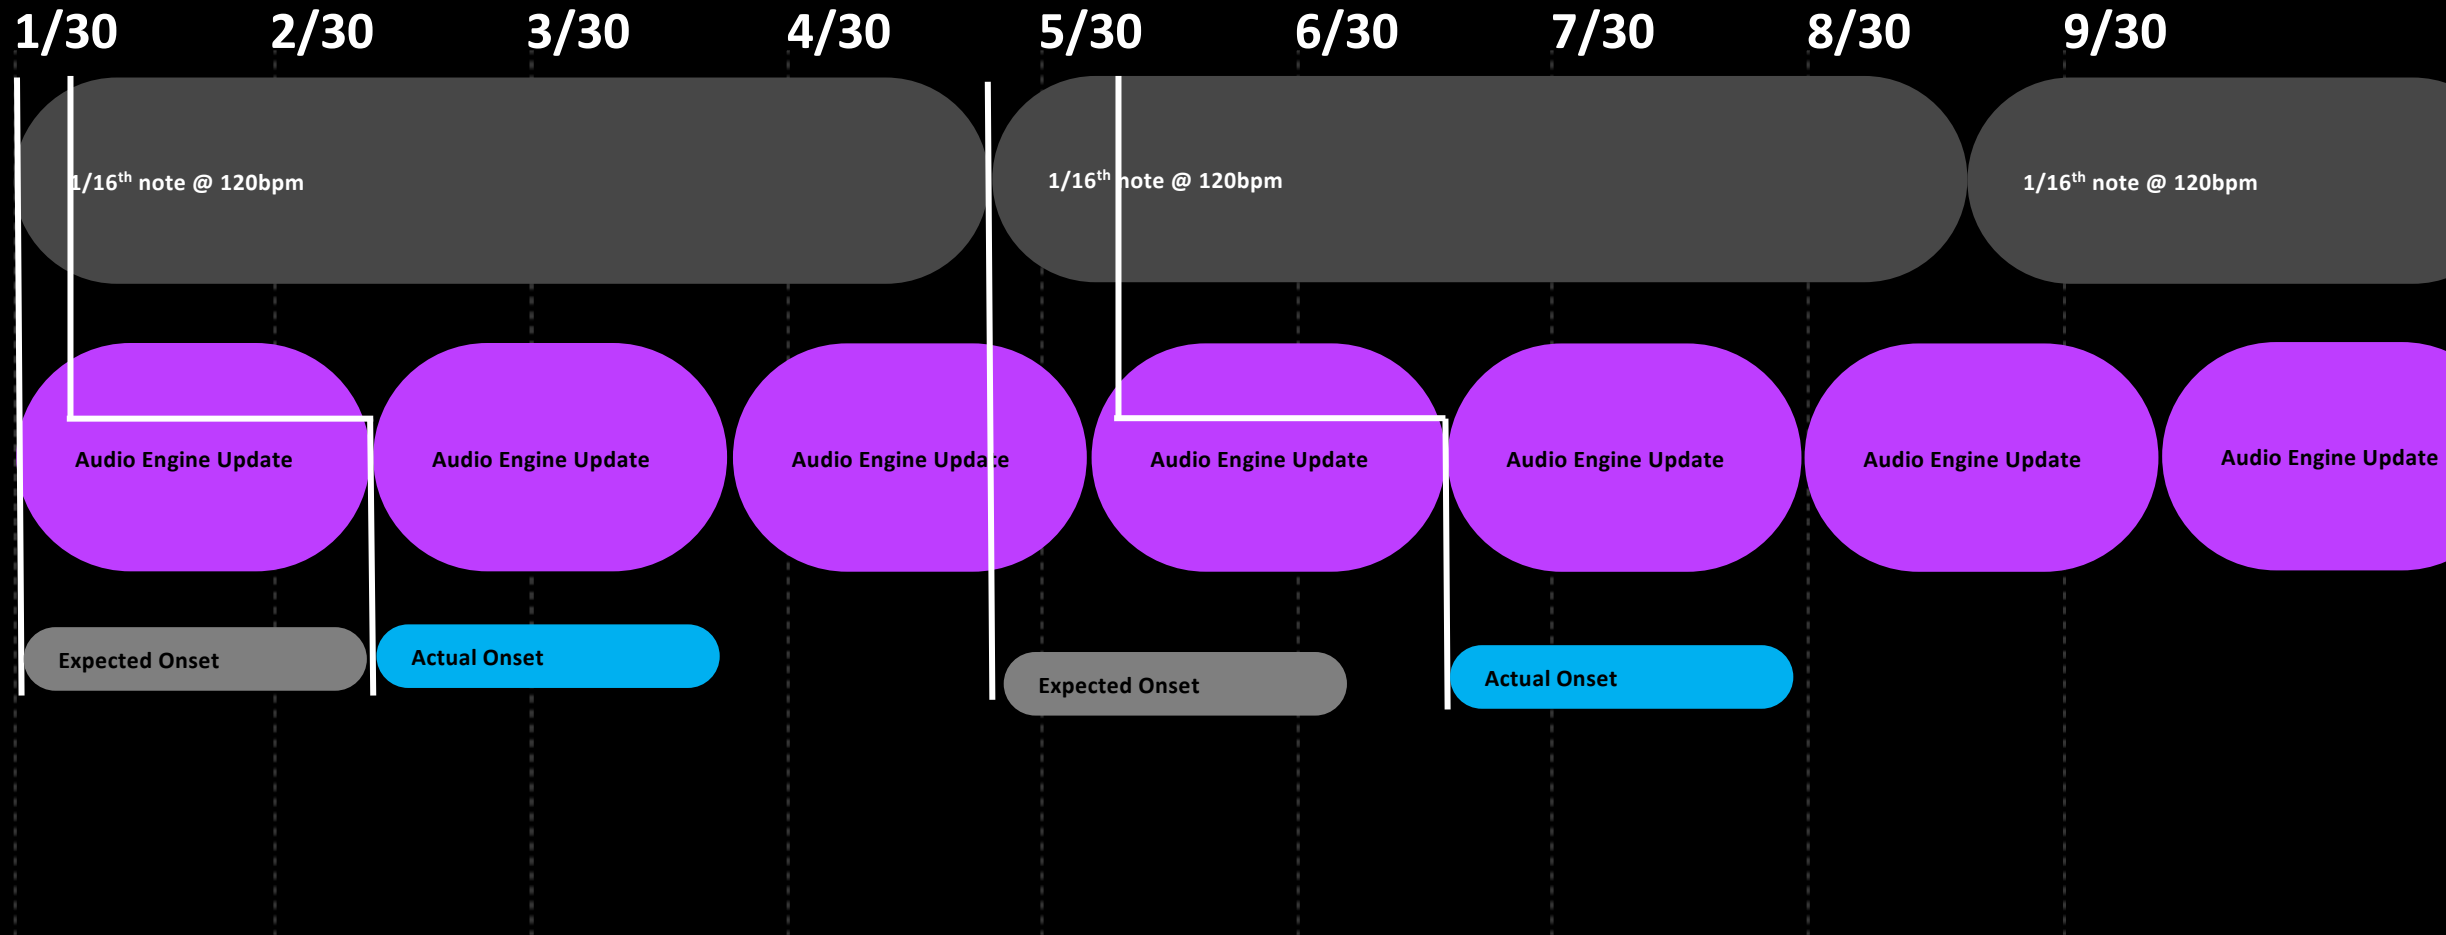 1/30 2/30 3/30 4/30 5/30 6/30 7/30 8/30 9/30
1/16th note @ 120bpm
1/16th note @ 120bpm
1/16th note @ 120bpm
Audio Engine Update
Audio Engine Update
Audio Engine Update
Audio Engine Update
Audio Engine Update
Audio Engine Update
Audio Engine Update
Expected Onset
Actual Onset
Expected Onset
Actual Onset